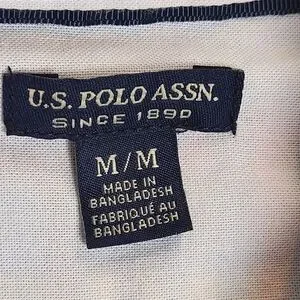 U.S. POLO ASSN.
SINCE 1890
M/M
MADE IN
BANGLADESH
FABRIQUÉ AU
BANGLADESH